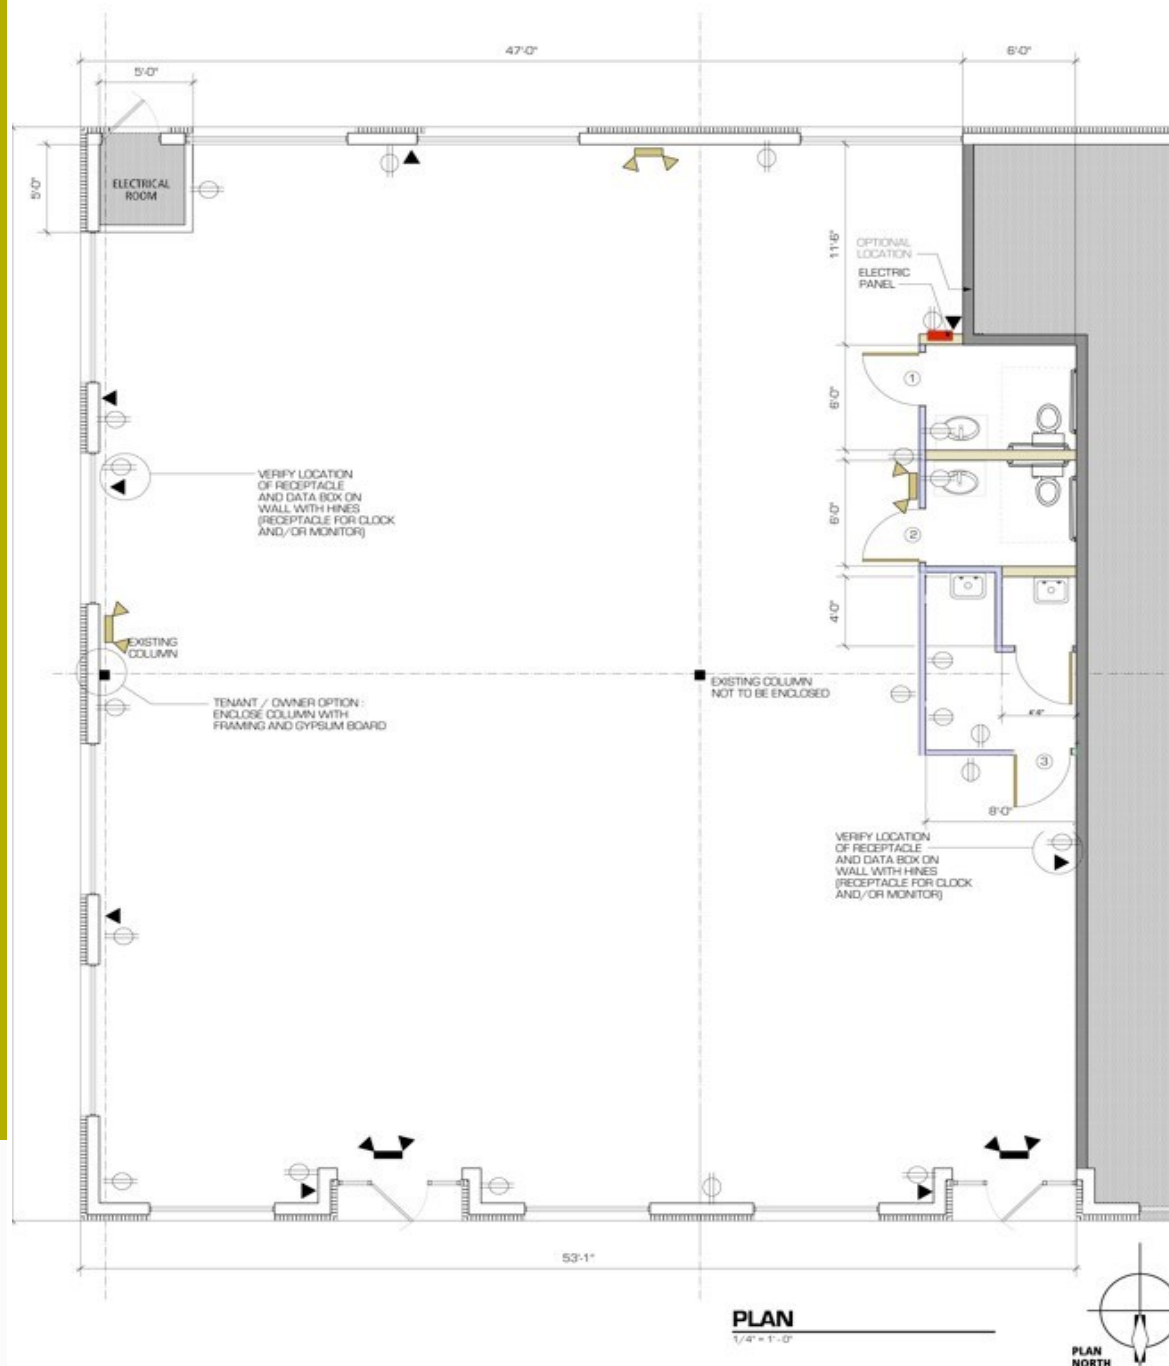 47'-0"
6'-0"
5'-0"
5'-0"
ELECTRICAL
ROOM
11'-6"
OPTIONAL
LOCATION
ELECTRIC
PANEL
6'-0"
1
VERIFY LOCATION
OF RECEPTACLE
AND DATA BOX ON
WALL WITH HINES
(RECEPTACLE FOR CLOCK
AND/OR MONITOR)
6'-0"
2
4'-0"
EXISTING
COLUMN
EXISTING COLUMN
NOT TO BE ENCLOSED
TENANT / OWNER OPTION :
ENCLOSE COLUMN WITH
FRAMING AND GYPSUM BOARD
3
8'-0"
VERIFY LOCATION
OF RECEPTACLE
AND DATA BOX ON
WALL WITH HINES
(RECEPTACLE FOR CLOCK
AND/OR MONITOR)
53'-1"
PLAN
1/4" = 1'-0"
PLAN
NORTH